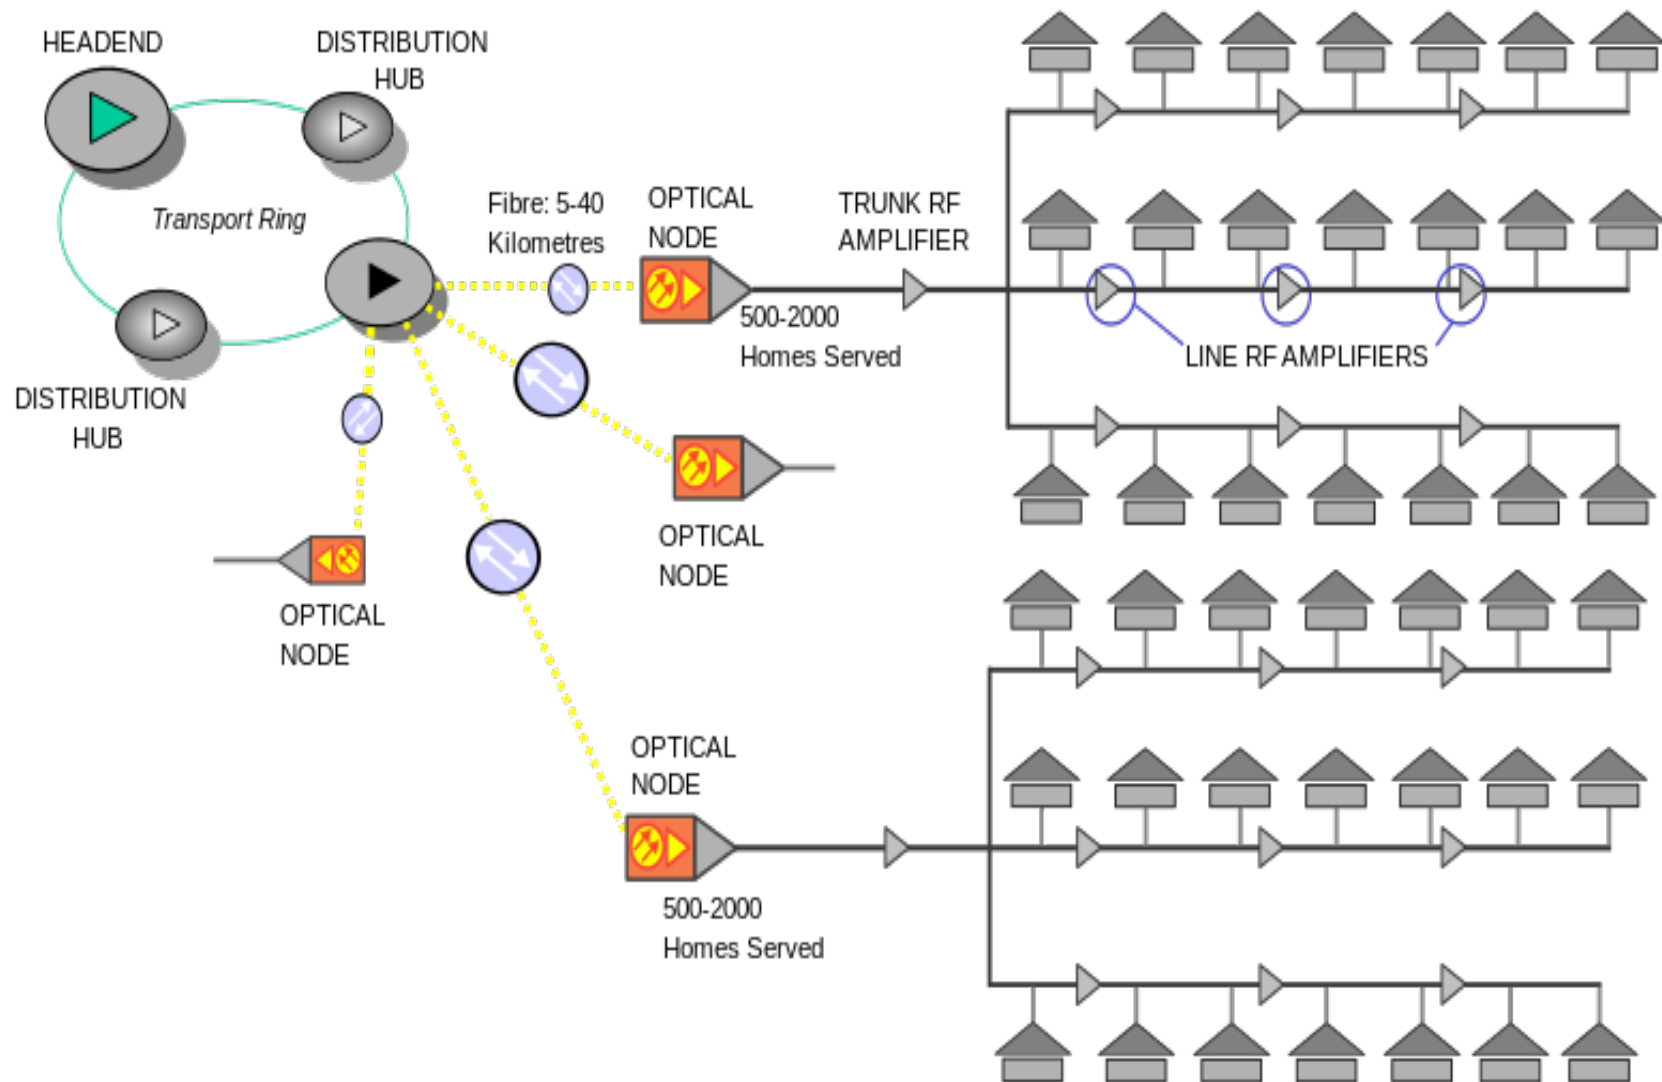 HEADEND
DISTRIBUTION
HUB
Transport Ring
Fibre: 5-40
Kilometres
OPTICAL
NODE
TRUNK RF
AMPLIFIER
500-2000
Homes Served
LINE RF AMPLIFIERS
DISTRIBUTION
HUB
OPTICAL
NODE
OPTICAL
NODE
OPTICAL
NODE
500-2000
Homes Served